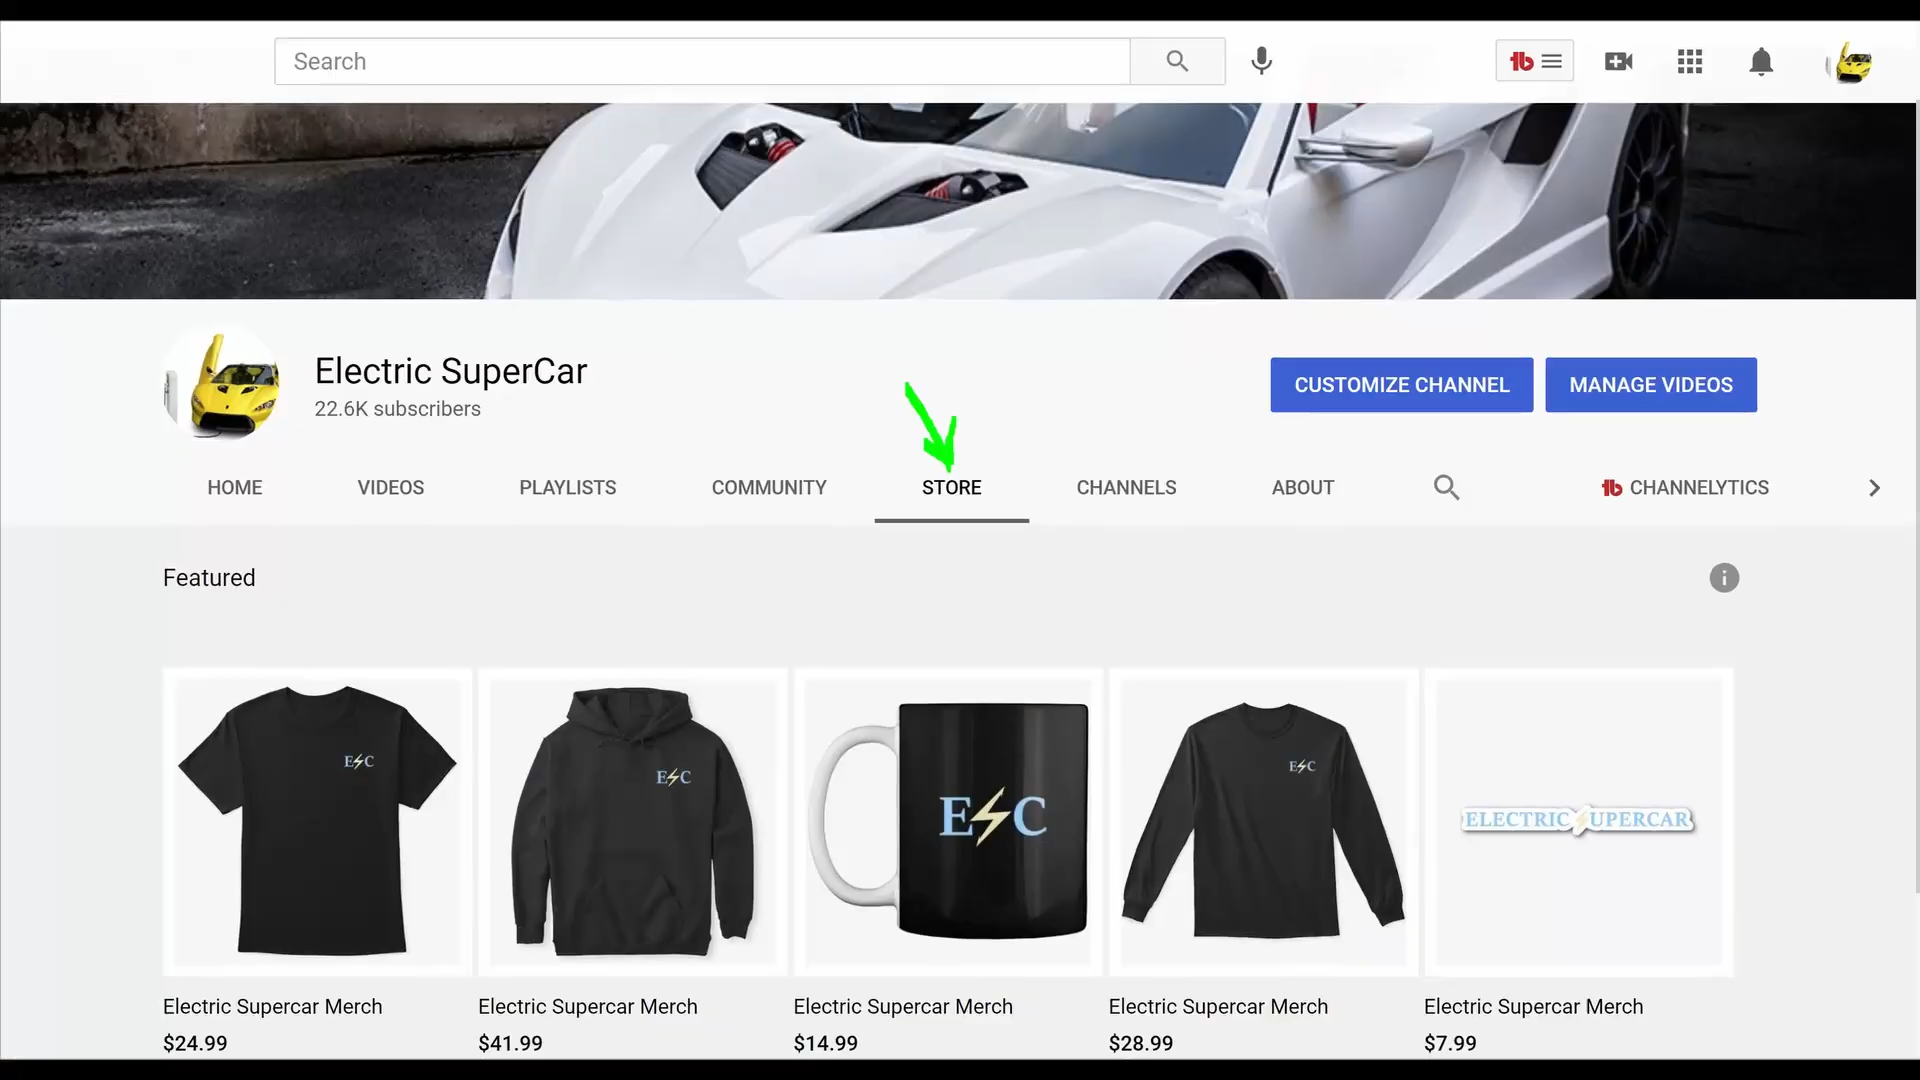 Search
Electric SuperCar
22.6K subscribers
CUSTOMIZE CHANNEL
MANAGE VIDEOS
HOME
VIDEOS
PLAYLISTS
COMMUNITY
STORE
CHANNELS
ABOUT
CHANNELYTICS
Featured
E⚡C
E⚡C
E⚡C
E⚡C
ELECTRIC⚡UPERCAR
Electric Supercar Merch
$24.99
Electric Supercar Merch
$41.99
Electric Supercar Merch
$14.99
Electric Supercar Merch
$28.99
Electric Supercar Merch
$7.99